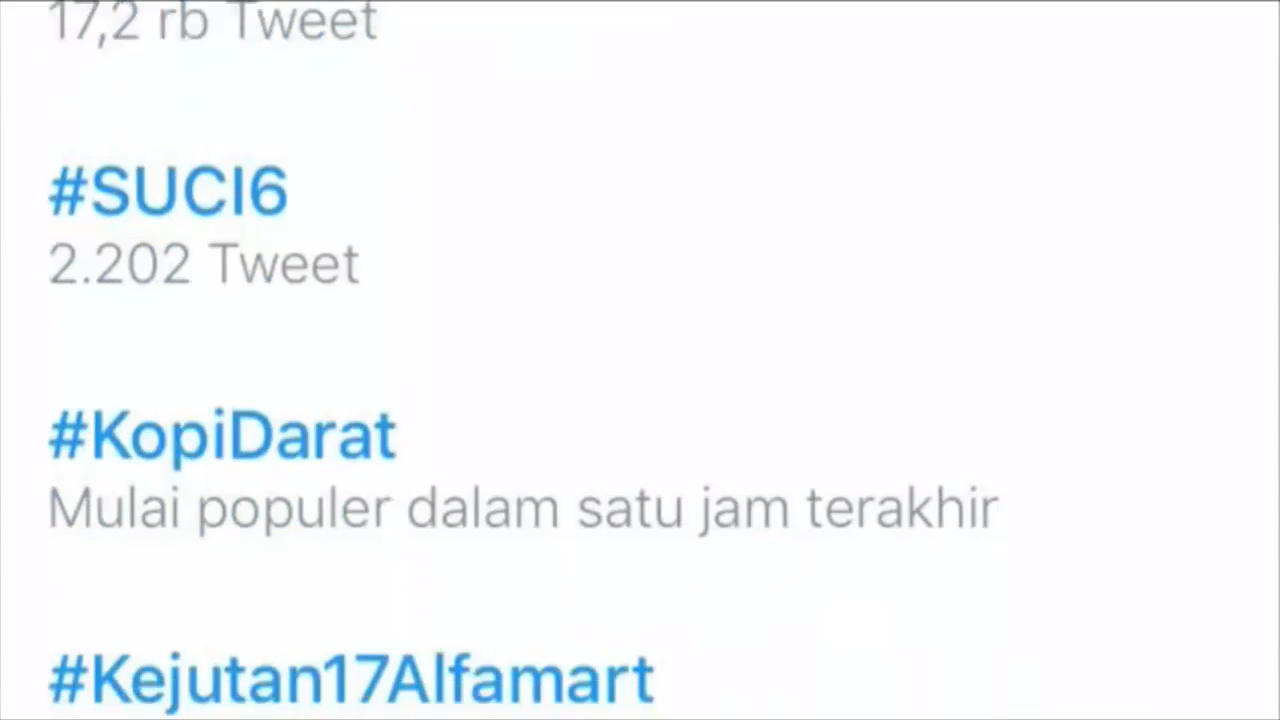 17,2 rb Tweet
#SUCI6
2.202 Tweet
#KopiDarat
Mulai populer dalam satu jam terakhir
#Kejutan17Alfamart